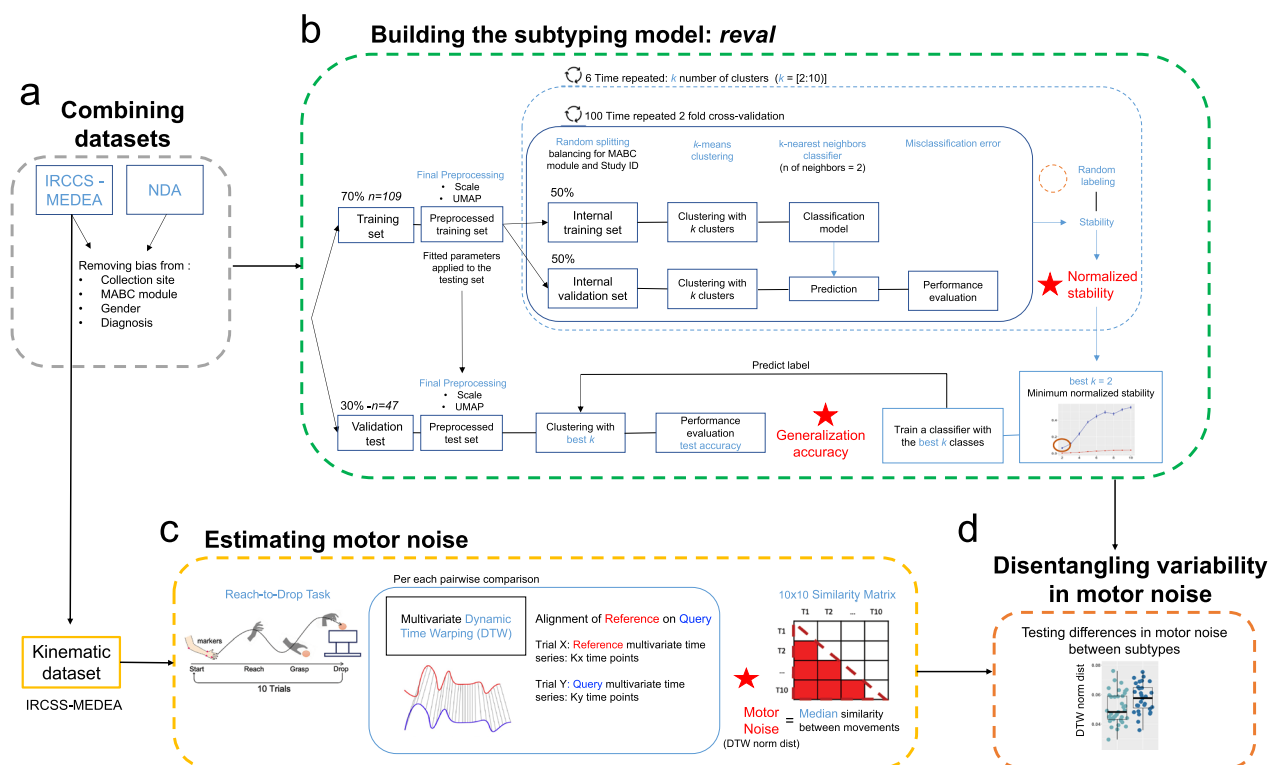 a
Combining
datasets
IRCCS -
MEDEA
NDA
Removing bias from :
• Collection site
• MABC module
• Gender
• Diagnosis
b
Building the subtyping model: reval
6 Time repeated: k number of clusters (k = [2:10)]
100 Time repeated 2 fold cross-validation
Random splitting
balancing for MABC
module and Study ID
k-means
clustering
k-nearest neighbors
classifier
(n of neighbors = 2)
Misclassification error
70% n=109
Training
set
Final Preprocessing
• Scale
• UMAP
Preprocessed
training set
Fitted parameters
applied to the
testing set
50%
Internal
training set
Clustering with
k clusters
Classification
model
50%
Internal
validation set
Clustering with
k clusters
Prediction
Performance
evaluation
Random
labeling
Stability
Normalized
stability
Predict label
30% -n=47
Validation
test
Final Preprocessing
• Scale
• UMAP
Preprocessed
test set
Clustering with
best k
Performance
evaluation
test accuracy
Generalization
accuracy
Train a classifier with
the best k classes
best k = 2
Minimum normalized stability
c
Estimating motor noise
Kinematic
dataset
IRCSS-MEDEA
Reach-to-Drop Task
markers
Start
Reach
Grasp
Drop
10 Trials
Per each pairwise comparison
Multivariate Dynamic
Time Warping (DTW)
Alignment of Reference on Query
Trial X: Reference multivariate time
series: Kx time points
Trial Y: Query multivariate time
series: Ky time points
10x10 Similarity Matrix
T1 T2 ... T10
T1
T2
...
T10
Motor
Noise
(DTW norm dist)
= Median similarity
between movements
d
Disentangling variability
in motor noise
Testing differences in motor noise
between subtypes
DTW norm dist